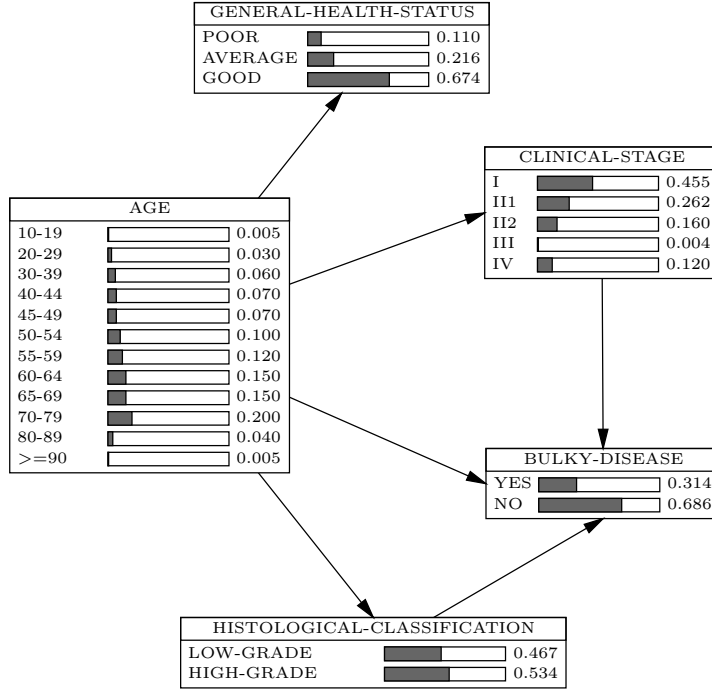 GENERAL-HEALTH-STATUS
POOR 0.110
AVERAGE 0.216
GOOD 0.674
CLINICAL-STAGE
I 0.455
II1 0.262
II2 0.160
III 0.004
IV 0.120
AGE
10-19 0.005
20-29 0.030
30-39 0.060
40-44 0.070
45-49 0.070
50-54 0.100
55-59 0.120
60-64 0.150
65-69 0.150
70-79 0.200
80-89 0.040
>=90 0.005
BULKY-DISEASE
YES 0.314
NO 0.686
HISTOLOGICAL-CLASSIFICATION
LOW-GRADE 0.467
HIGH-GRADE 0.534